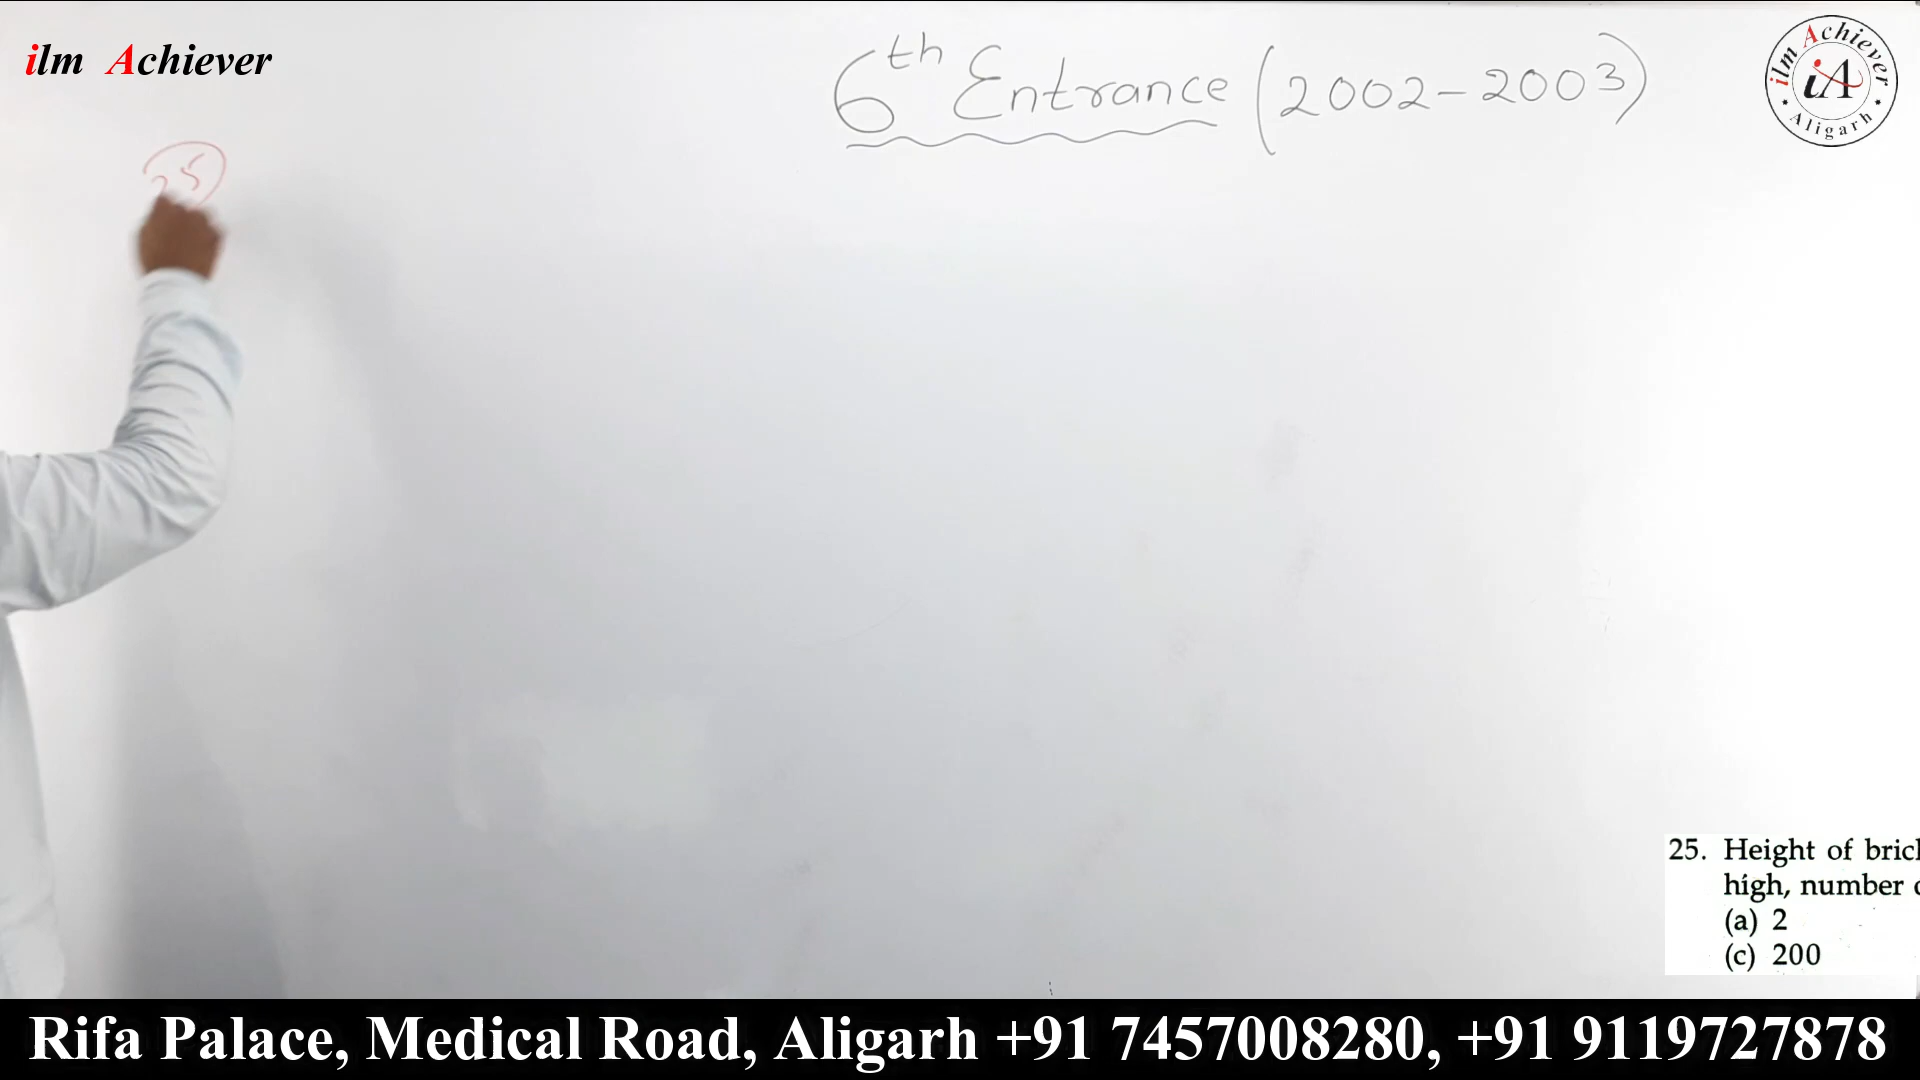 ilm Achiever
6th Entrance (2002-2003)
ilm Achiever
iA
Aligarh
25
25. Height of
high, number
(a) 2
(c) 200
Rifa Palace, Medical Road, Aligarh +91 7457008280, +91 9119727878